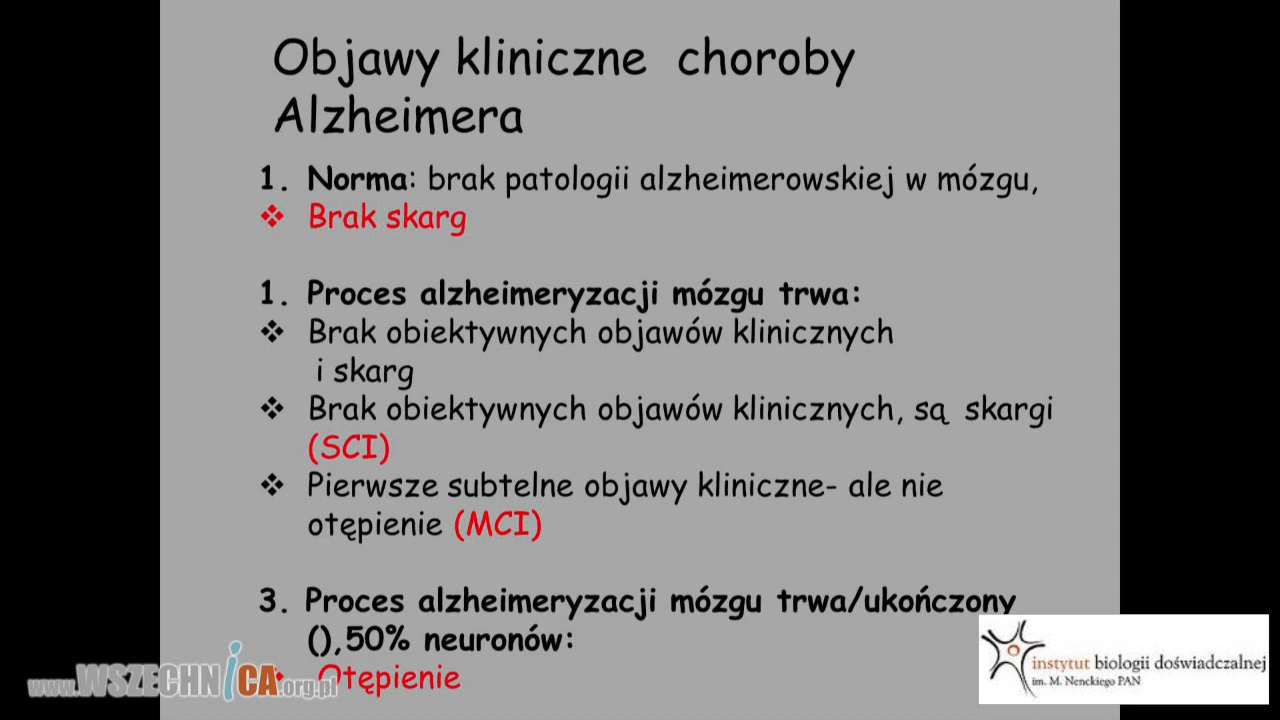 Objawy kliniczne choroby
Alzheimera
1. Norma: brak patologii alzheimerowskiej w mózgu,
❖ Brak skarg
1. Proces alzheimeryzacji mózgu trwa:
❖ Brak obiektywnych objawów klinicznych
i skarg
❖ Brak obiektywnych objawów klinicznych, są skargi
(SCI)
❖ Pierwsze subtelne objawy kliniczne- ale nie
otępienie (MCI)
3. Proces alzheimeryzacji mózgu trwa/ukończony
(),50% neuronów:
❖ Otępienie
www.WSZECHNICA.org.pl
instytut biologii doświadczalnej
im. M. Nenckiego PAN